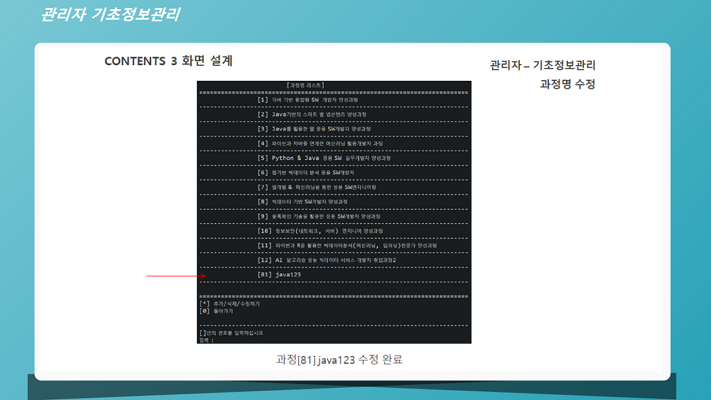 관리자 기초정보관리
CONTENTS 3 화면 설계
관리자 – 기초정보관리
과정명 수정
[과정명 리스트]
[1] 자바 기반 융합형 SW 개발자 양성과정
[2] Java기반의 스마트 웹 앱콘텐츠 양성과정
[3] Java를 활용한 웹 응용 SW개발자 양성과정
[4] 파이썬과 자바를 연계한 머신러닝 활용개발자 과정
[5] Python & Java 응용 SW 실무개발자 양성과정
[6] 웹기반 빅데이터 분석 응용 SW개발자
[7] 웹개발 & 머신러닝을 통한 응용 SW엔지니어링
[8] 빅데이터 기반 SW개발자 양성과정
[9] 블록체인 기술을 활용한 응용 SW개발자 양성과정
[10] 정보보안(네트워크, 서버) 엔지니어 양성과정
[11] 파이썬과 R을 활용한 빅데이터분석(머신러닝, 딥러닝)전문가 양성과정
[12] AI 알고리즘 응용 빅데이터 서비스 개발자 취업과정2
[81] java123
[*] 추가/삭제/수정하기
[0] 돌아가기
[]안의 번호를 입력하십시오
입력 :
과정[81] java123 수정 완료